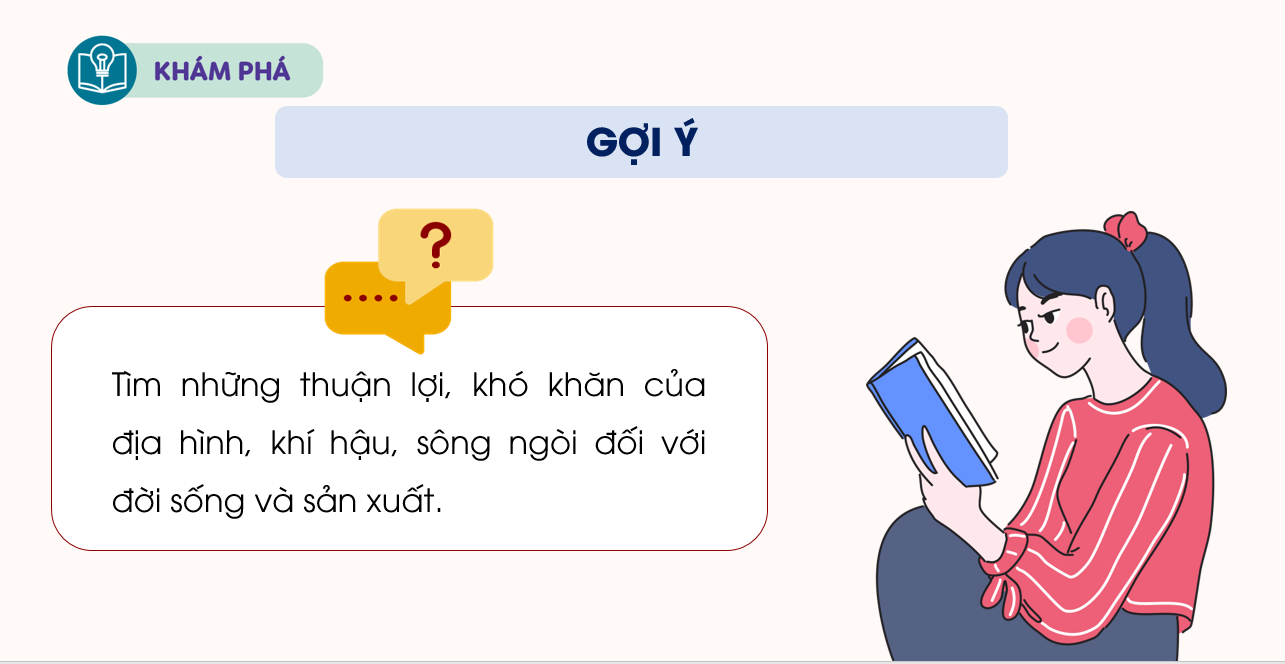 KHÁM PHÁ
GỢI Ý
?
....
Tìm những thuận lợi, khó khăn của
địa hình, khí hậu, sông ngòi đối với
đời sống và sản xuất.